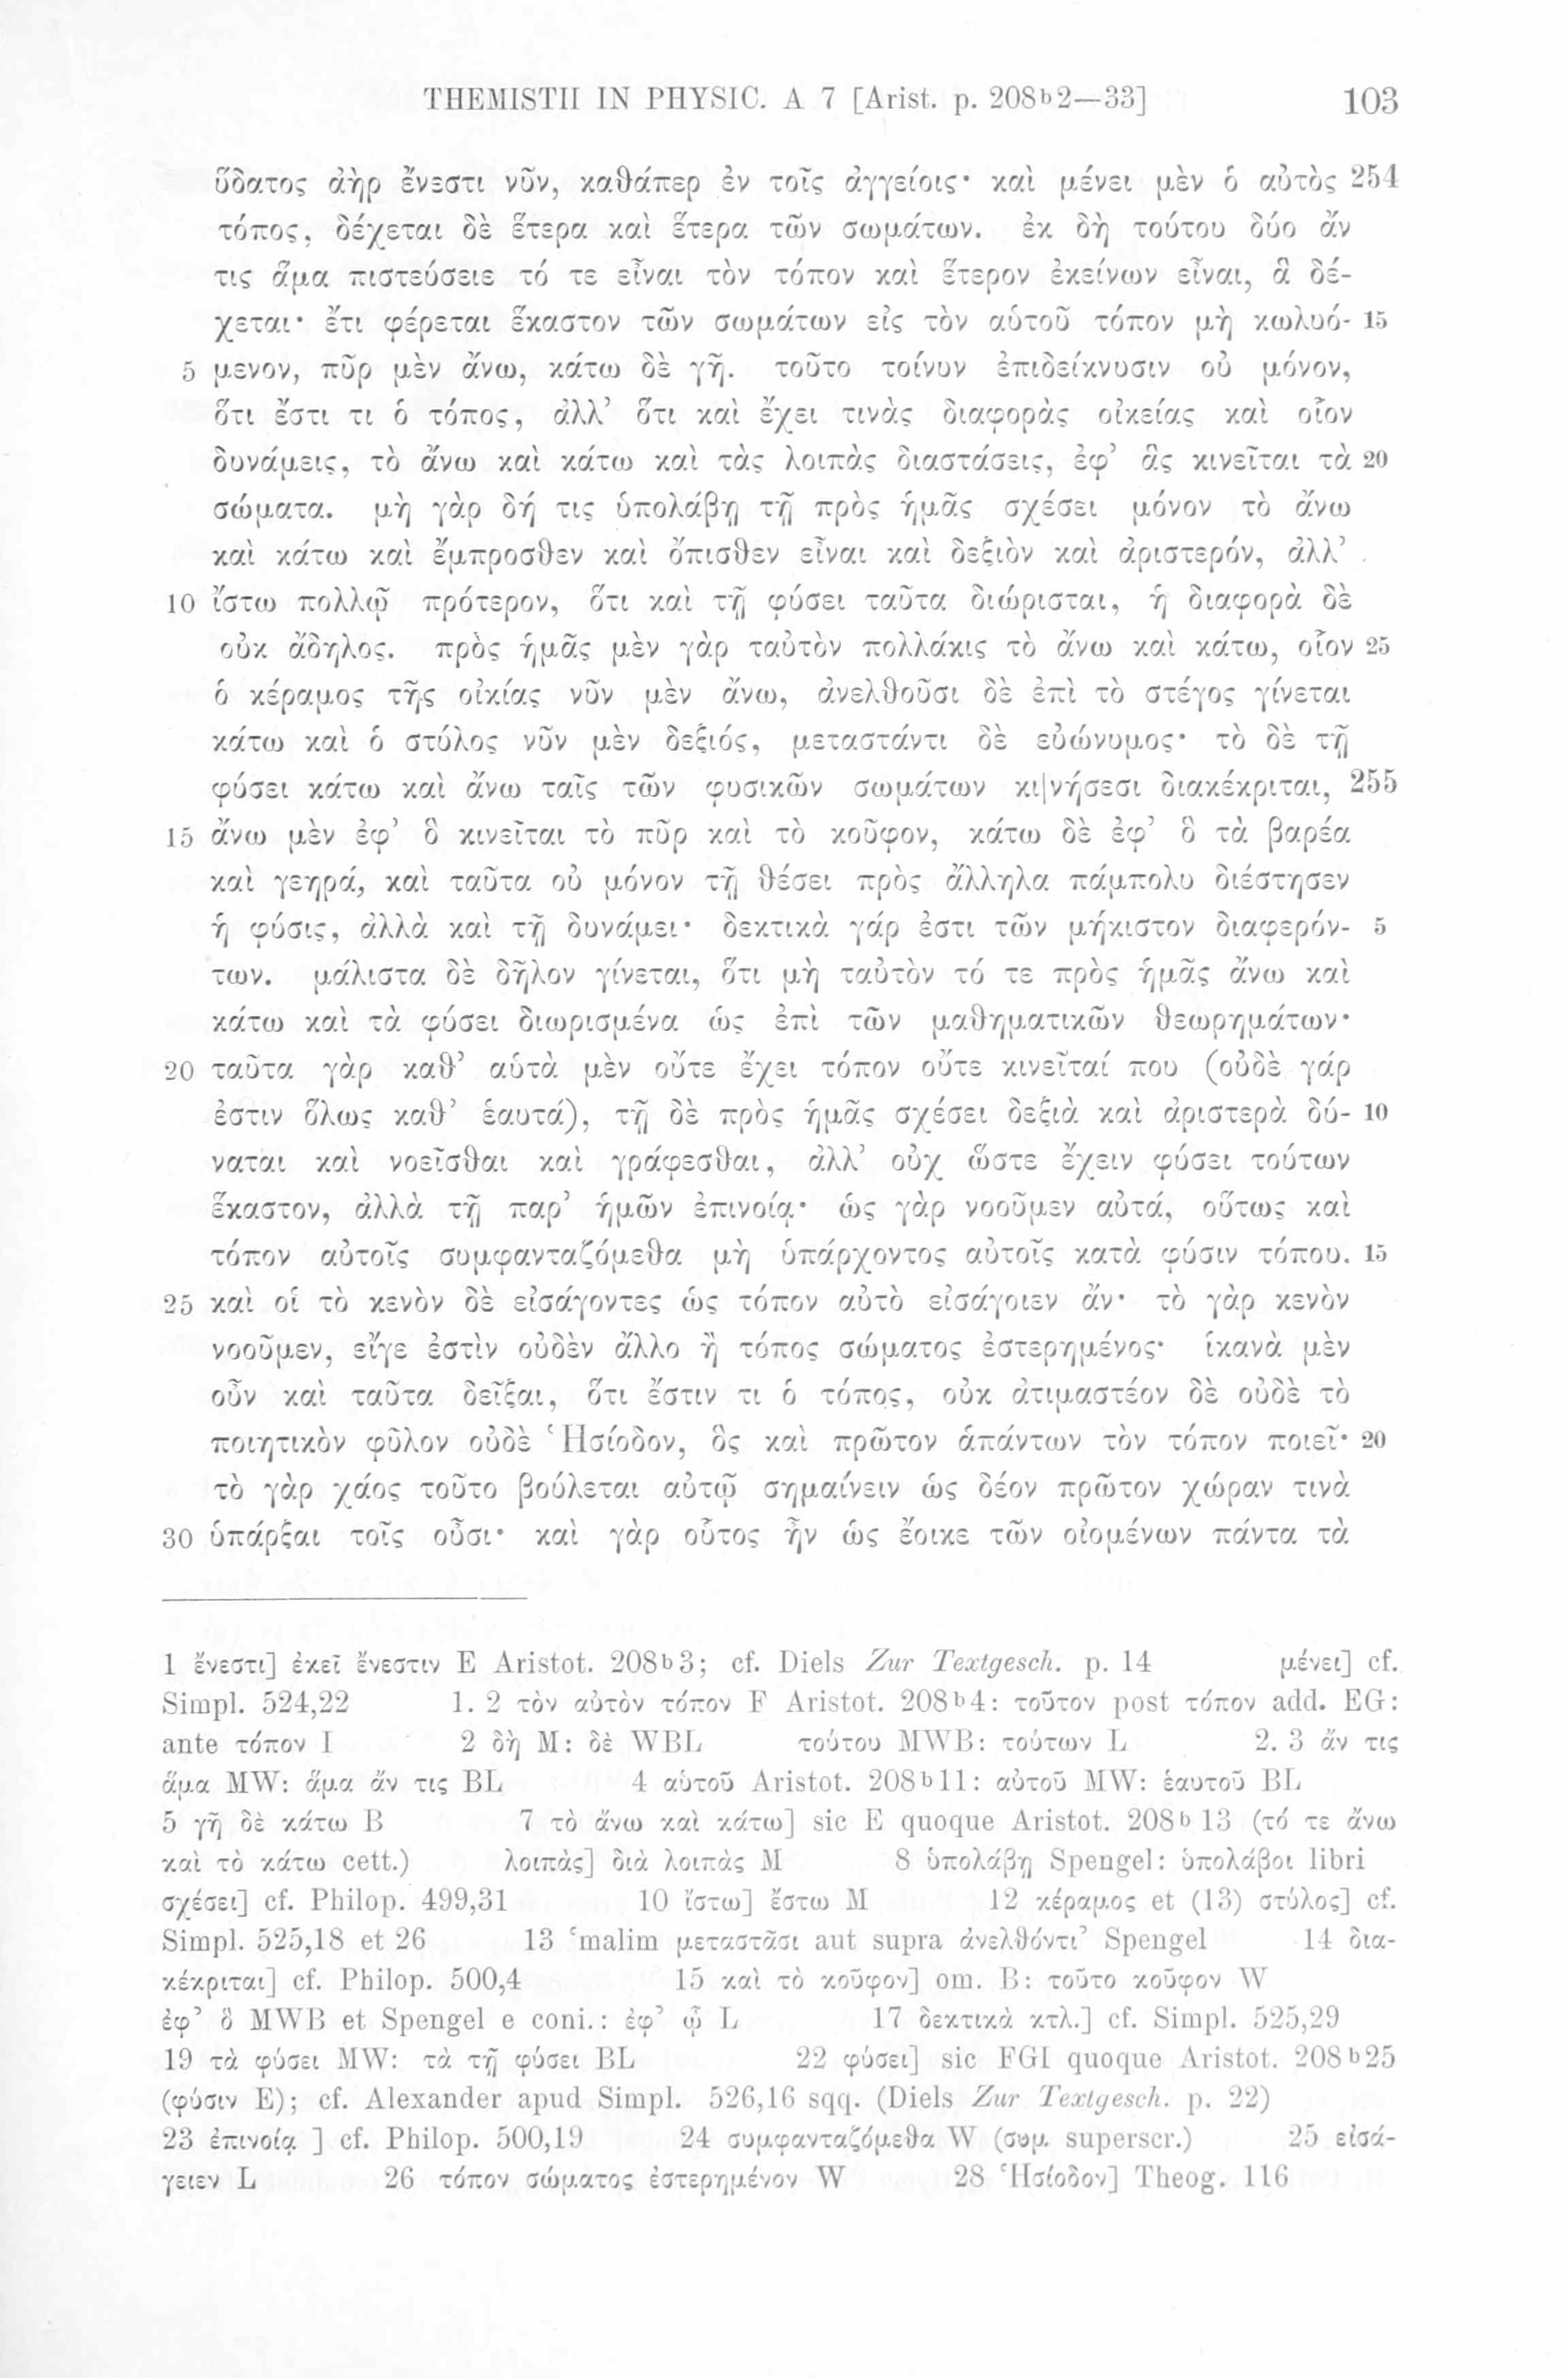 THEMISTII IN PHYSIC. Δ 7 [Arist. p. 208ᵇ2—33] 103
ὕδατος ἀὴρ ἔνεστι νῦν, καθάπερ ἐν τοῖς ἀγγείοις· καὶ μένει μὲν ὁ αὐτὸς 254
τόπος, δέχεται δὲ ἕτερα καὶ ἕτερα τῶν σωμάτων. ἐκ δὴ τούτου δύο ἄν
τις ἅμα πιστεύσειε τό τε εἶναι τὸν τόπον καὶ ἕτερον ἐκείνων εἶναι, ἃ δέ-
χεται· ἔτι φέρεται ἕκαστον τῶν σωμάτων εἰς τὸν αὑτοῦ τόπον μὴ κωλυό- 15
5 μενον, πῦρ μὲν ἄνω, κάτω δὲ γῆ. τοῦτο τοίνυν ἐπιδείκνυσιν οὐ μόνον,
ὅτι ἔστι τι ὁ τόπος, ἀλλ’ ὅτι καὶ ἔχει τινὰς διαφορὰς οἰκείας καὶ οἷον
δυνάμεις, τὸ ἄνω καὶ κάτω καὶ τὰς λοιπὰς διαστάσεις, ἐφ’ ἃς κινεῖται τὰ 20
σώματα. μὴ γὰρ δή τις ὑπολάβῃ τῇ πρὸς ἡμᾶς σχέσει μόνον τὸ ἄνω
καὶ κάτω καὶ ἔμπροσθεν καὶ ὄπισθεν εἶναι καὶ δεξιὸν καὶ ἀριστερόν, ἀλλ’
10 ἴστω πολλῷ πρότερον, ὅτι καὶ τῇ φύσει ταῦτα διώρισται, ἡ διαφορὰ δὲ
οὐκ ἄδηλος. πρὸς ἡμᾶς μὲν γὰρ ταὐτὸν πολλάκις τὸ ἄνω καὶ κάτω, οἷον 25
ὁ κέραμος τῆς οἰκίας νῦν μὲν ἄνω, ἀνελθοῦσι δὲ ἐπὶ τὸ στέγος γίνεται
κάτω καὶ ὁ στύλος νῦν μὲν δεξιός, μεταστάντι δὲ εὐώνυμος· τὸ δὲ τῇ
φύσει κάτω καὶ ἄνω ταῖς τῶν φυσικῶν σωμάτων κι|νήσεσι διακέκριται, 255
15 ἄνω μὲν ἐφ’ ὃ κινεῖται τὸ πῦρ καὶ τὸ κοῦφον, κάτω δὲ ἐφ’ ὃ τὰ βαρέα
καὶ γεηρά, καὶ ταῦτα οὐ μόνον τῇ θέσει πρὸς ἄλληλα πάμπολυ διέστησεν
ἡ φύσις, ἀλλὰ καὶ τῇ δυνάμει· δεκτικὰ γάρ ἐστι τῶν μήκιστον διαφερόν- 5
των. μάλιστα δὲ δῆλον γίνεται, ὅτι μὴ ταὐτὸν τό τε πρὸς ἡμᾶς ἄνω καὶ
κάτω καὶ τὰ φύσει διωρισμένα ὡς ἐπὶ τῶν μαθηματικῶν θεωρημάτων·
20 ταῦτα γὰρ καθ’ αὑτὰ μὲν οὔτε ἔχει τόπον οὔτε κινεῖταί που (οὐδὲ γάρ
ἐστιν ὅλως καθ’ ἑαυτά), τῇ δὲ πρὸς ἡμᾶς σχέσει δεξιὰ καὶ ἀριστερὰ δύ- 10
ναται καὶ νοεῖσθαι καὶ γράφεσθαι, ἀλλ’ οὐχ ὥστε ἔχειν φύσει τούτων
ἕκαστον, ἀλλὰ τῇ παρ’ ἡμῶν ἐπινοίᾳ· ὡς γὰρ νοοῦμεν αὐτά, οὕτως καὶ
τόπον αὐτοῖς συμφανταζόμεθα μὴ ὑπάρχοντος αὐτοῖς κατὰ φύσιν τόπου. 15
25 καὶ οἱ τὸ κενὸν δὲ εἰσάγοντες ὡς τόπον αὐτὸ εἰσάγοιεν ἄν· τὸ γὰρ κενὸν
νοοῦμεν, εἴγε ἐστὶν οὐδὲν ἄλλο ἢ τόπος σώματος ἐστερημένος· ἱκανὰ μὲν
οὖν καὶ ταῦτα δεῖξαι, ὅτι ἔστιν τι ὁ τόπος, οὐκ ἀτιμαστέον δὲ οὐδὲ τὸ
ποιητικὸν φῦλον οὐδὲ Ἡσίοδον, ὃς καὶ πρῶτον ἁπάντων τὸν τόπον ποιεῖ· 20
τὸ γὰρ χάος τοῦτο βούλεται αὐτῷ σημαίνειν ὡς δέον πρῶτον χώραν τινὰ
30 ὑπάρξαι τοῖς οὖσι· καὶ γὰρ οὗτος ἦν ὡς ἔοικε τῶν οἰομένων πάντα τὰ
1 ἔνεστι] ἐκεῖ ἔνεστιν E Aristot. 208ᵇ3; cf. Diels Zur Textgesch. p. 14 μένει] cf.
Simpl. 524,22 1. 2 τὸν αὐτὸν τόπον F Aristot. 208ᵇ4: τοῦτον post τόπον add. EG:
ante τόπον I 2 δὴ M: δὲ WBL τούτου MWB: τούτων L 2. 3 ἄν τις
ἅμα MW: ἅμα ἄν τις BL 4 αὑτοῦ Aristot. 208ᵇ11: αὐτοῦ MW: ἑαυτοῦ BL
5 γῆ δὲ κάτω B 7 τὸ ἄνω καὶ κάτω] sic E quoque Aristot. 208ᵇ13 (τό τε ἄνω
καὶ τὸ κάτω cett.) λοιπὰς] διὰ λοιπὰς M 8 ὑπολάβῃ Spengel: ὑπολάβοι libri
σχέσει] cf. Philop. 499,31 10 ἴστω] ἔστω M 12 κέραμος et (13) στύλος] cf.
Simpl. 525,18 et 26 13 ‘malim μεταστᾶσι aut supra ἀνελθόντι’ Spengel 14 δια-
κέκριται] cf. Philop. 500,4 15 καὶ τὸ κοῦφον] om. B: τοῦτο κοῦφον W
ἐφ’ ὃ MWB et Spengel e coni.: ἐφ’ ᾧ L 17 δεκτικὰ κτλ.] cf. Simpl. 525,29
19 τὰ φύσει MW: τὰ τῇ φύσει BL 22 φύσει] sic FGI quoque Aristot. 208ᵇ25
(φύσιν E); cf. Alexander apud Simpl. 526,16 sqq. (Diels Zur Textgesch. p. 22)
23 ἐπινοίᾳ ] cf. Philop. 500,19 24 συμφανταζόμεθα W (συμ superscr.) 25 εἰσά-
γειεν L 26 τόπον σώματος ἐστερημένον W 28 Ἡσίοδον] Theog. 116